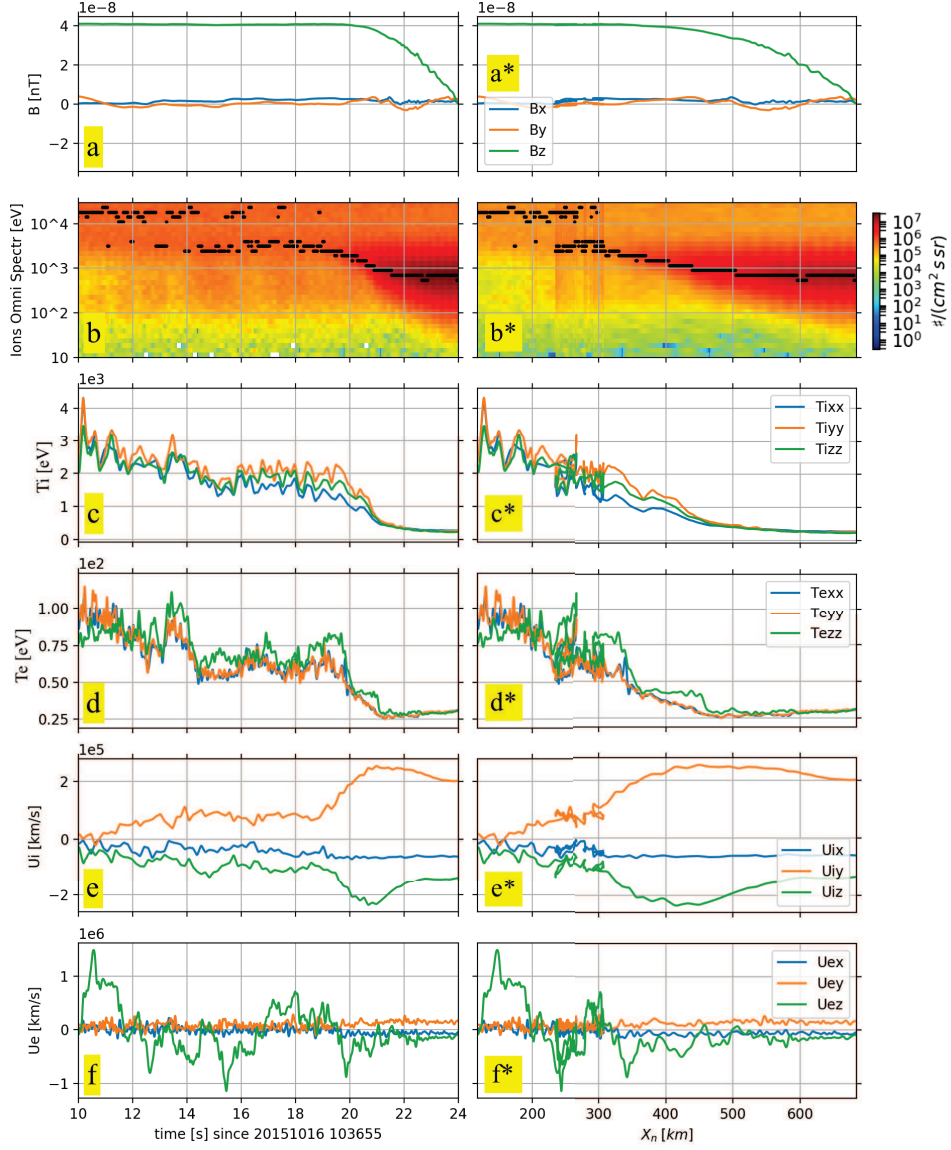 1e−8
1e−8
4
2
0
−2
B [nT]
a
a*
Bx
By
Bz
10^4
10^3
10^2
10
Ions Omni Spectr [eV]
b
b*
10^7
10^6
10^5
10^4
10^3
10^2
10^1
10^0
♯/(cm^2 s sr)
1e3
4
3
2
1
0
Ti [eV]
c
c*
Tixx
Tiyy
Tizz
1e2
1.00
0.75
0.50
0.25
Te [eV]
d
d*
Texx
Teyy
Tezz
1e5
2
0
−2
Ui [km/s]
e
e*
Uix
Uiy
Uiz
1e6
1
0
−1
Ue [km/s]
f
f*
Uex
Uey
Uez
10 12 14 16 18 20 22 24
200 300 400 500 600
time [s] since 20151016 103655
Xn [km]